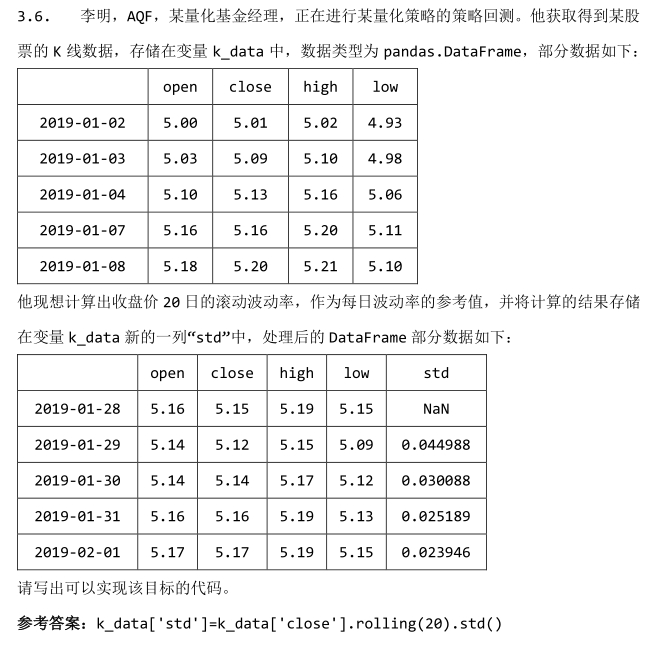 3.6. 李明，AQF，某量化基金经理，正在进行某量化策略的策略回测。他获取得到某股
票的 K 线数据，存储在变量 k_data 中，数据类型为 pandas.DataFrame，部分数据如下：
open close high low
2019-01-02 5.00 5.01 5.02 4.93
2019-01-03 5.03 5.09 5.10 4.98
2019-01-04 5.10 5.13 5.16 5.06
2019-01-07 5.16 5.16 5.20 5.11
2019-01-08 5.18 5.20 5.21 5.10
他现想计算出收盘价 20 日的滚动波动率，作为每日波动率的参考值，并将计算的结果存储
在变量 k_data 新的一列“std”中，处理后的 DataFrame 部分数据如下：
open close high low std
2019-01-28 5.16 5.15 5.19 5.15 NaN
2019-01-29 5.14 5.12 5.15 5.09 0.044988
2019-01-30 5.14 5.14 5.17 5.12 0.030088
2019-01-31 5.16 5.16 5.19 5.13 0.025189
2019-02-01 5.17 5.17 5.19 5.15 0.023946
请写出可以实现该目标的代码。
参考答案：k_data['std']=k_data['close'].rolling(20).std()